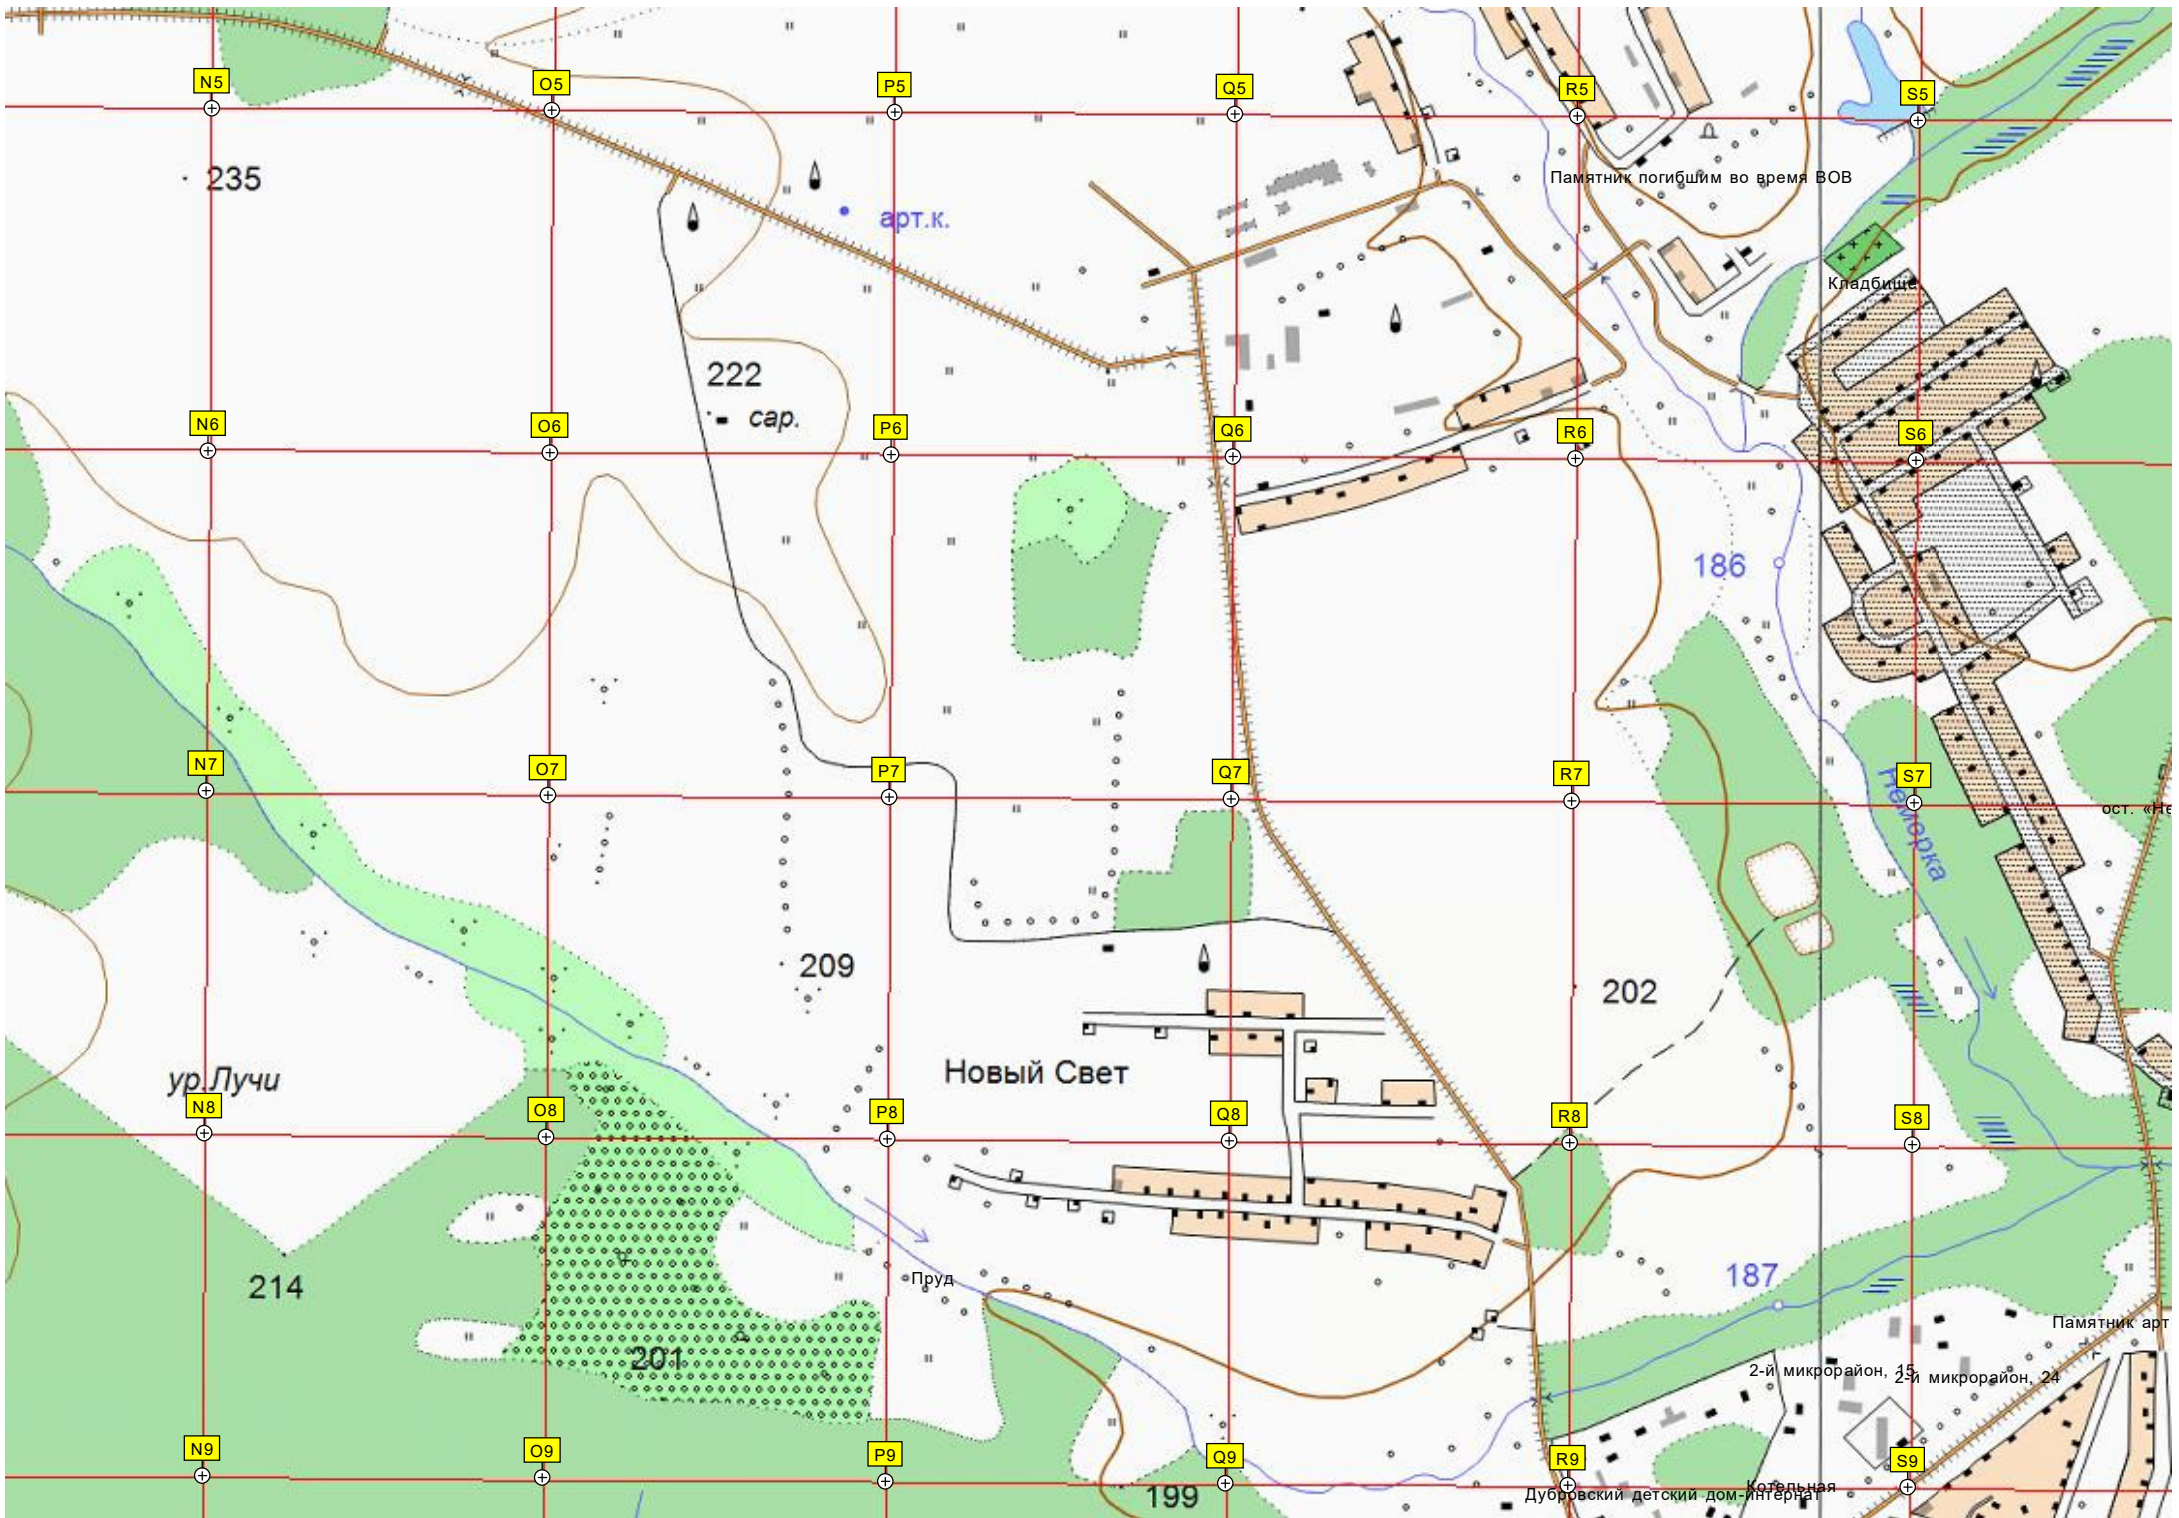 N5
O5
P5
Q5
R5
S5
235
арт.к.
Памятник погибшим во время ВОВ
Кладбище
222
сар.
N6
O6
P6
Q6
R6
S6
186
N7
O7
P7
Q7
R7
S7
Неморка
ост. «Не
209
202
ур.Лучи
Новый Свет
N8
O8
P8
Q8
R8
S8
214
Пруд
187
201
Памятник арт
2-й микрорайон, 15
2-й микрорайон, 24
N9
O9
P9
Q9
R9
S9
199
Котельная
Дубровский детский дом-интернат